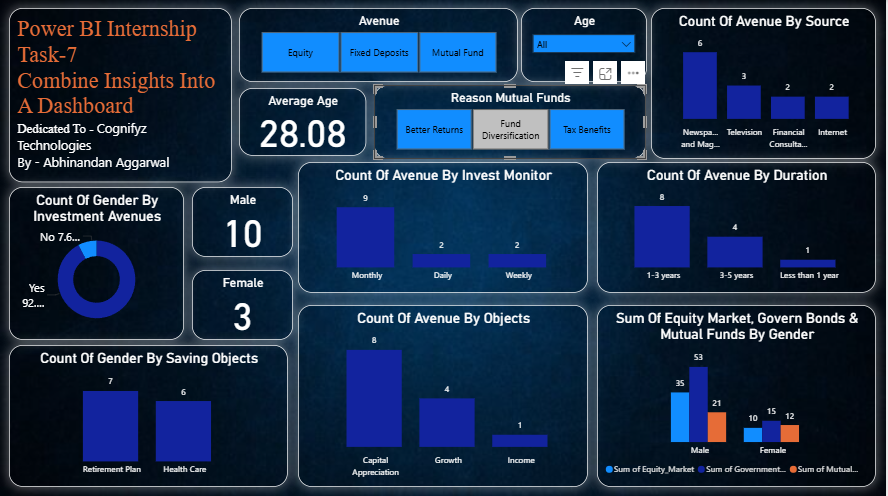 Power BI Internship
Task-7
Combine Insights Into
A Dashboard
Dedicated To - Cognifyz
Technologies
By - Abhinandan Aggarwal
Avenue
Equity
Fixed Deposits
Mutual Fund
Age
All
Count Of Avenue By Source
6
3
2
2
Newspa...
and Mag...
Television
Financial
Consulta...
Internet
Average Age
28.08
Reason Mutual Funds
Better Returns
Fund
Diversification
Tax Benefits
Count Of Gender By
Investment Avenues
No 7.6...
Yes
92....
Male
10
Female
3
Count Of Avenue By Invest Monitor
9
2
2
Monthly
Daily
Weekly
Count Of Avenue By Duration
8
4
1
1-3 years
3-5 years
Less than 1 year
Count Of Gender By Saving Objects
7
6
Retirement Plan
Health Care
Count Of Avenue By Objects
8
4
1
Capital
Appreciation
Growth
Income
Sum Of Equity Market, Govern Bonds &
Mutual Funds By Gender
35
53
21
10
15
12
Male
Female
Sum of Equity_Market
Sum of Government...
Sum of Mutual...